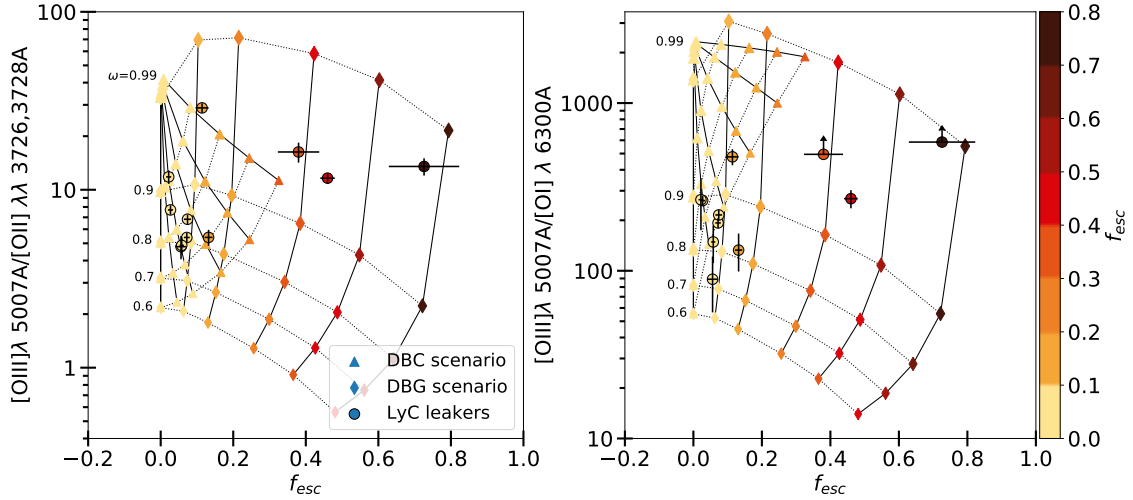 100
10
1
[OIII]λ 5007A/[OII] λλ 3726,3728A
ω=0.99
0.9
0.8
0.7
0.6
DBC scenario
DBG scenario
LyC leakers
−0.2 0.0 0.2 0.4 0.6 0.8 1.0
f_esc
1000
100
10
[OIII]λ 5007A/[OI] λ 6300A
0.99
0.9
0.8
0.7
0.6
−0.2 0.0 0.2 0.4 0.6 0.8 1.0
f_esc
0.8
0.7
0.6
0.5
0.4
0.3
0.2
0.1
0.0
f_esc